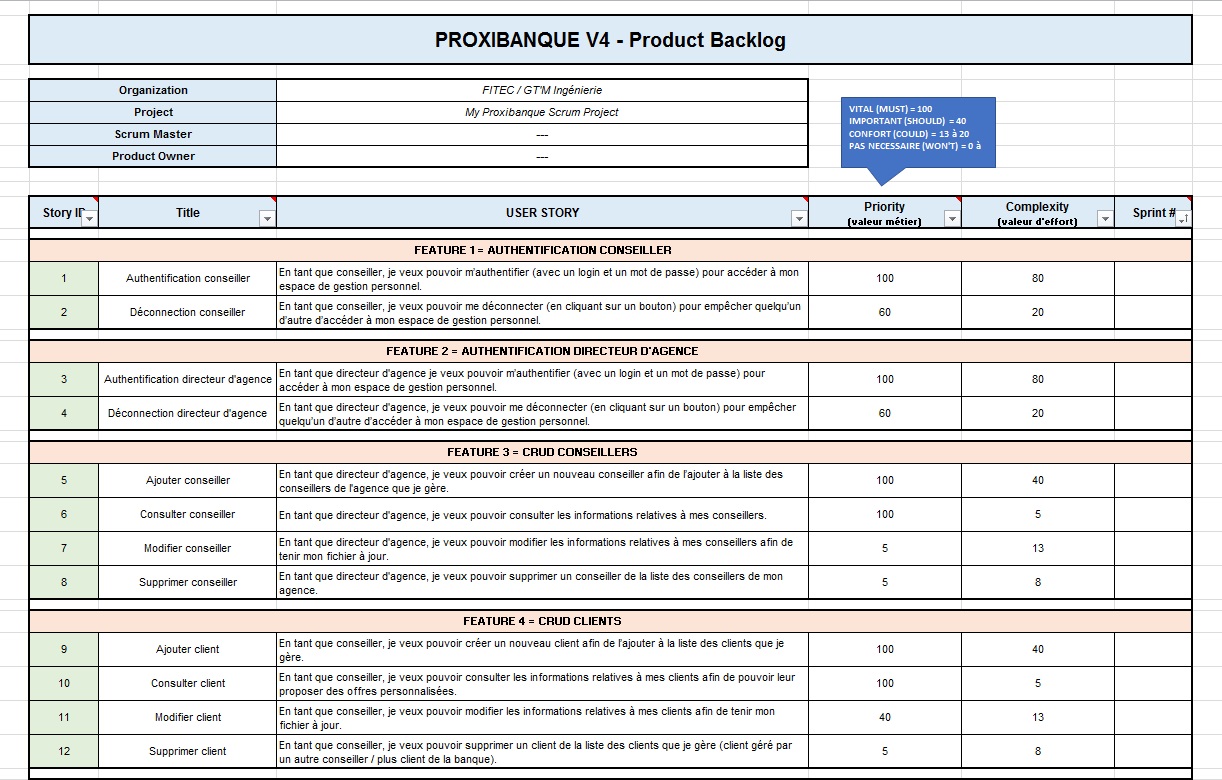 PROXIBANQUE V4 - Product Backlog
Organization FITEC / GT'M Ingénierie
Project My Proxibanque Scrum Project
Scrum Master ---
Product Owner ---
VITAL (MUST) = 100
IMPORTANT (SHOULD) = 40
CONFORT (COULD) = 13 à 20
PAS NECESSAIRE (WON'T) = 0 à
Story ID Title USER STORY Priority (valeur métier) Complexity (valeur d'effort) Sprint #
FEATURE 1 = AUTHENTIFICATION CONSEILLER
1 Authentification conseiller En tant que conseiller, je veux pouvoir m'authentifier (avec un login et un mot de passe) pour accéder à mon
espace de gestion personnel. 100 80
2 Déconnection conseiller En tant que conseiller, je veux pouvoir me déconnecter (en cliquant sur un bouton) pour empêcher quelqu'un
d'autre d'accéder à mon espace de gestion personnel. 60 20
FEATURE 2 = AUTHENTIFICATION DIRECTEUR D'AGENCE
3 Authentification directeur d'agence En tant que directeur d'agence je veux pouvoir m'authentifier (avec un login et un mot de passe) pour
accéder à mon espace de gestion personnel. 100 80
4 Déconnection directeur d'agence En tant que directeur d'agence, je veux pouvoir me déconnecter (en cliquant sur un bouton) pour empêcher
quelqu'un d'autre d'accéder à mon espace de gestion personnel. 60 20
FEATURE 3 = CRUD CONSEILLERS
5 Ajouter conseiller En tant que directeur d'agence, je veux pouvoir créer un nouveau conseiller afin de l'ajouter à la liste des
conseillers de l'agence que je gère. 100 40
6 Consulter conseiller En tant que directeur d'agence, je veux pouvoir consulter les informations relatives à mes conseillers. 100 5
7 Modifier conseiller En tant que directeur d'agence, je veux pouvoir modifier les informations relatives à mes conseillers afin de
tenir mon fichier à jour. 5 13
8 Supprimer conseiller En tant que directeur d'agence, je veux pouvoir supprimer un conseiller de la liste des conseillers de mon
agence. 5 8
FEATURE 4 = CRUD CLIENTS
9 Ajouter client En tant que conseiller, je veux pouvoir créer un nouveau client afin de l'ajouter à la liste des clients que je
gère. 100 40
10 Consulter client En tant que conseiller, je veux pouvoir consulter les informations relatives à mes clients afin de pouvoir leur
proposer des offres personnalisées. 100 5
11 Modifier client En tant que conseiller, je veux pouvoir modifier les informations relatives à mes clients afin de tenir mon
fichier à jour. 40 13
12 Supprimer client En tant que conseiller, je veux pouvoir supprimer un client de la liste des clients que je gère (client géré par
un autre conseiller / plus client de la banque). 5 8